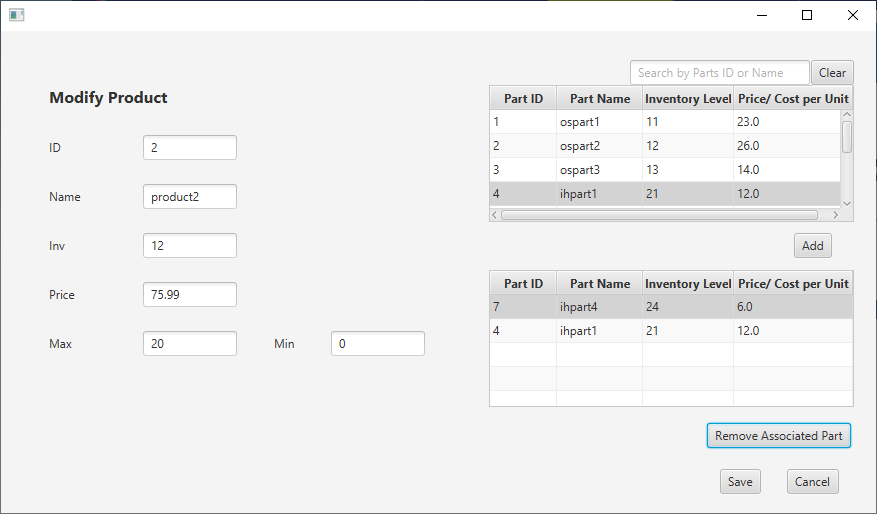 Search by Parts ID or Name Clear
Modify Product
Part ID Part Name Inventory Level Price/ Cost per Unit
1 ospart1 11 23.0
2 ospart2 12 26.0
3 ospart3 13 14.0
4 ihpart1 21 12.0
ID 2
Name product2
Inv 12
Price 75.99
Max 20 Min 0
Add
Part ID Part Name Inventory Level Price/ Cost per Unit
7 ihpart4 24 6.0
4 ihpart1 21 12.0
Remove Associated Part
Save Cancel